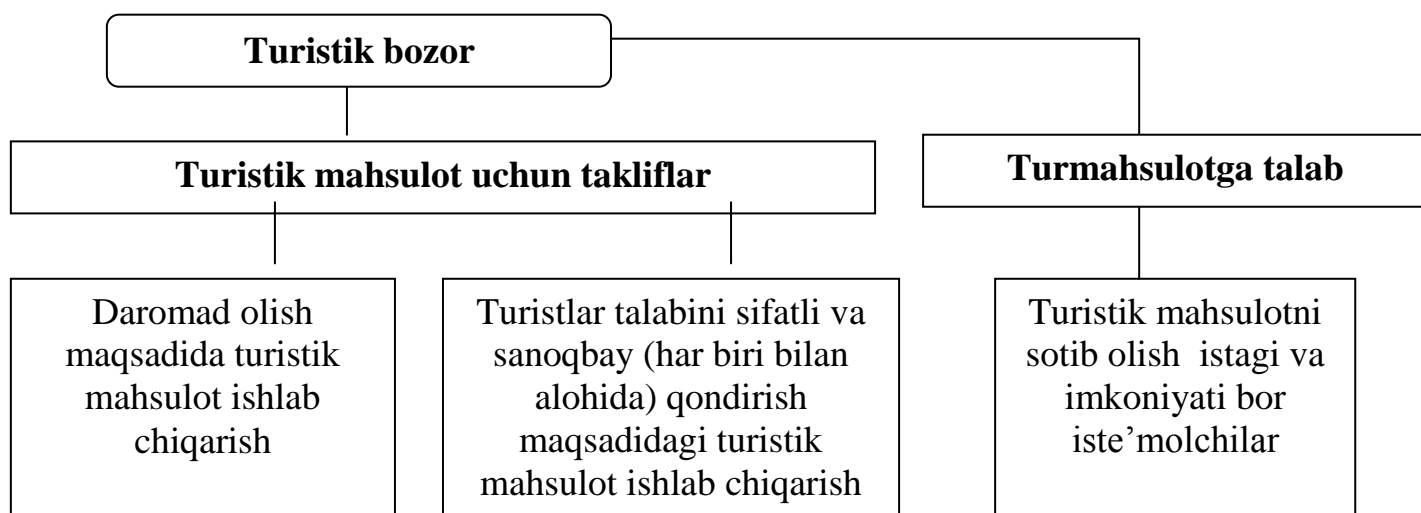 Turistik bozor
Turistik mahsulot uchun takliflar
Turmahsulotga talab
Daromad olish
maqsadida turistik
mahsulot ishlab
chiqarish
Turistlar talabini sifatli va
sanoqbay (har biri bilan
alohida) qondirish
maqsadidagi turistik
mahsulot ishlab chiqarish
Turistik mahsulotni
sotib olish istagi va
imkoniyati bor
iste’molchilar